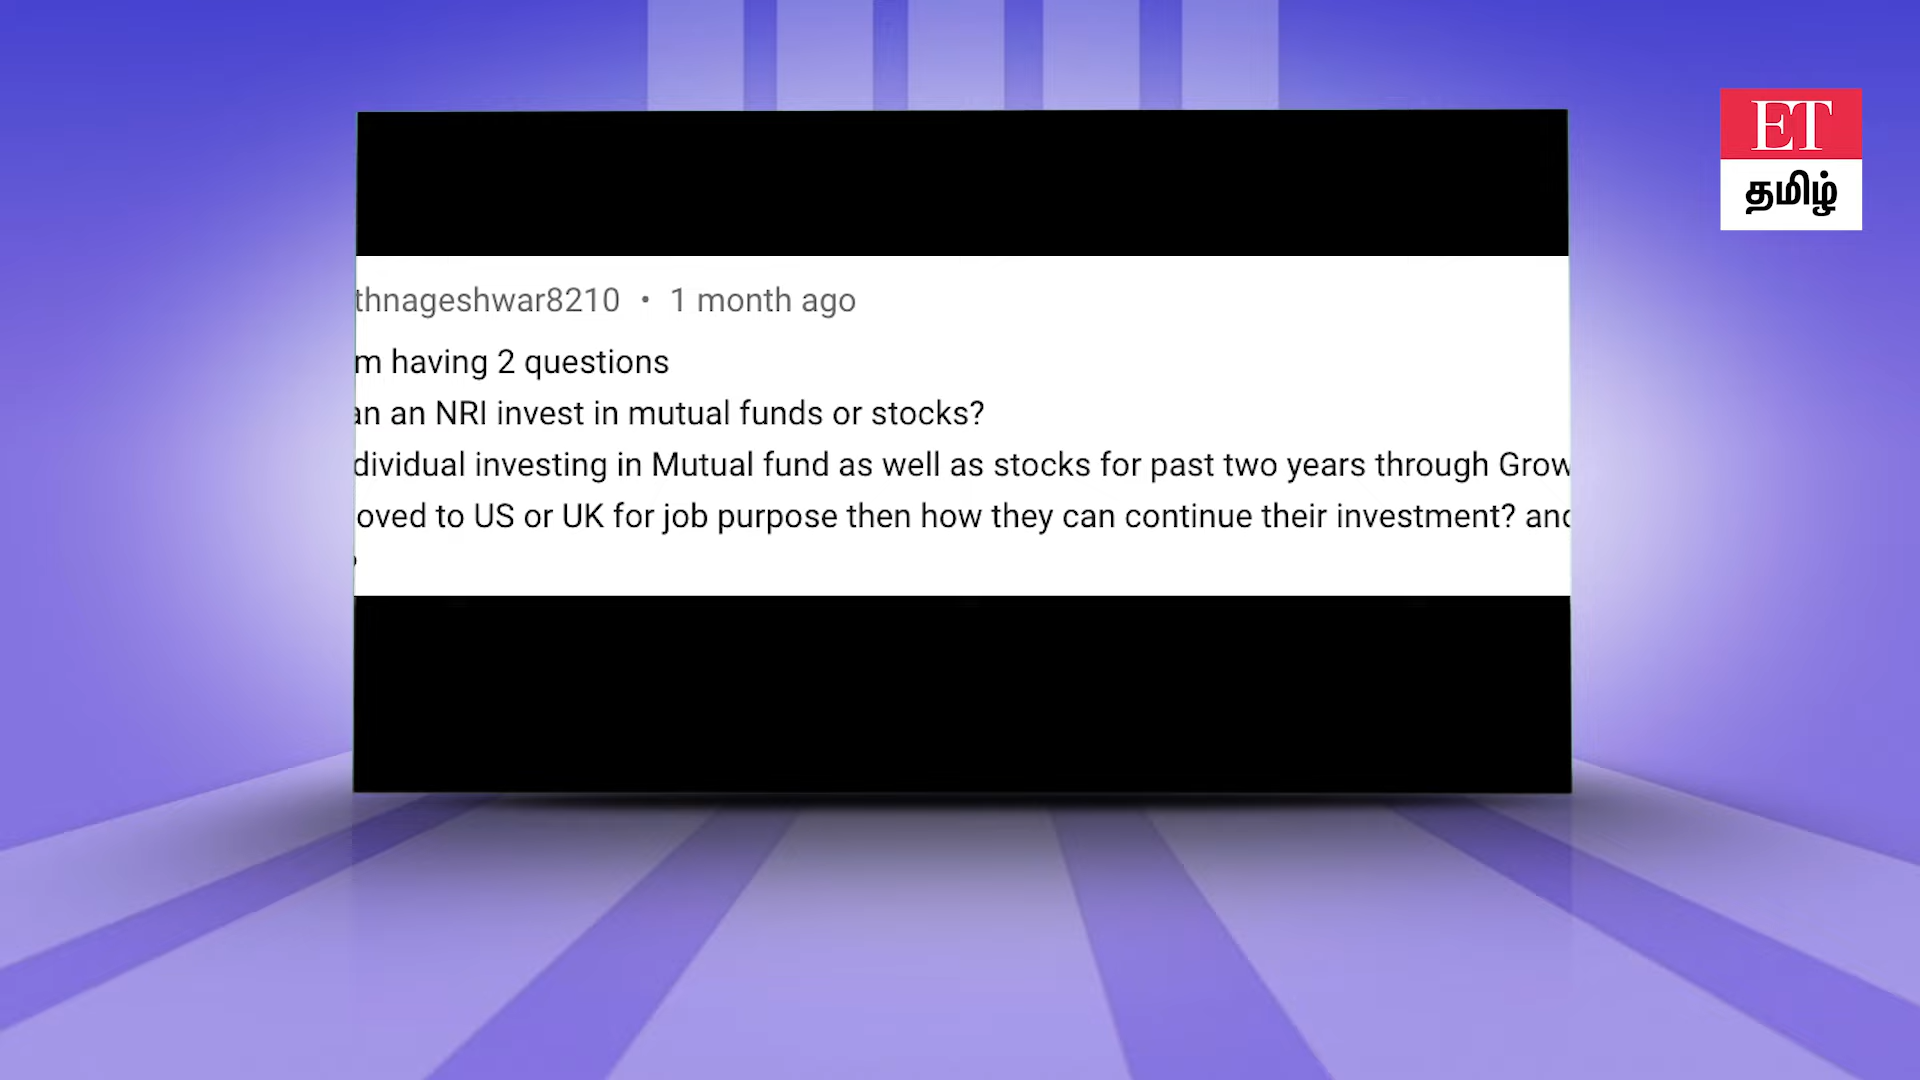 ET
தமிழ்
thnageshwar8210 • 1 month ago
m having 2 questions
an an NRI invest in mutual funds or stocks?
dividual investing in Mutual fund as well as stocks for past two years through Grow
oved to US or UK for job purpose then how they can continue their investment? and